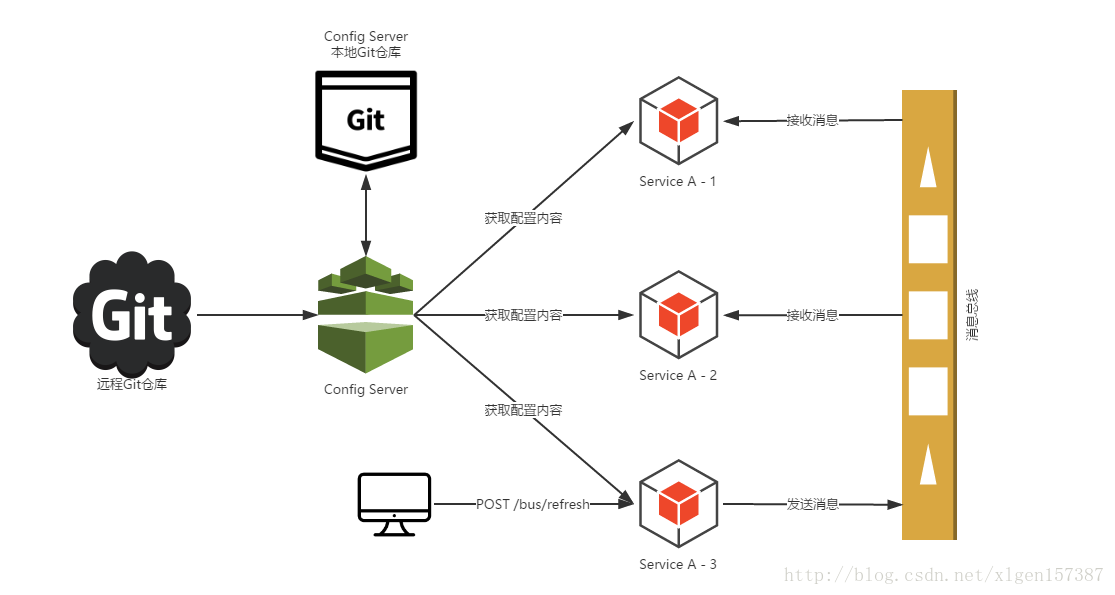 Config Server
本地Git仓库
Git
接收消息
Service A - 1
获取配置内容
Git
远程Git仓库
Config Server
获取配置内容
接收消息
消息总线
Service A - 2
获取配置内容
POST /bus/refresh
发送消息
Service A - 3
http://blog.csdn.net/xlgen157387